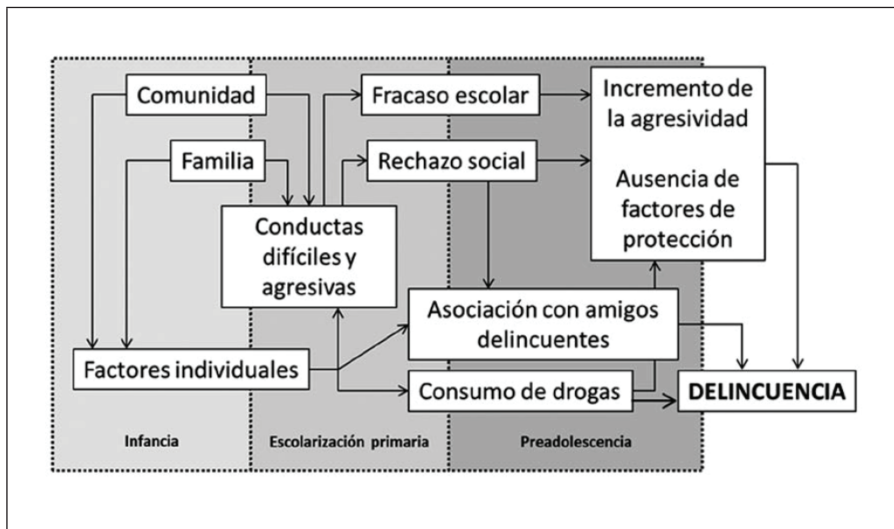 Comunidad
Familia
Fracaso escolar
Rechazo social
Incremento de
la agresividad
Ausencia de
factores de
protección
Conductas
difíciles y
agresivas
Asociación con amigos
delincuentes
Factores individuales
Consumo de drogas
DELINCUENCIA
Infancia
Escolarización primaria
Preadolescencia